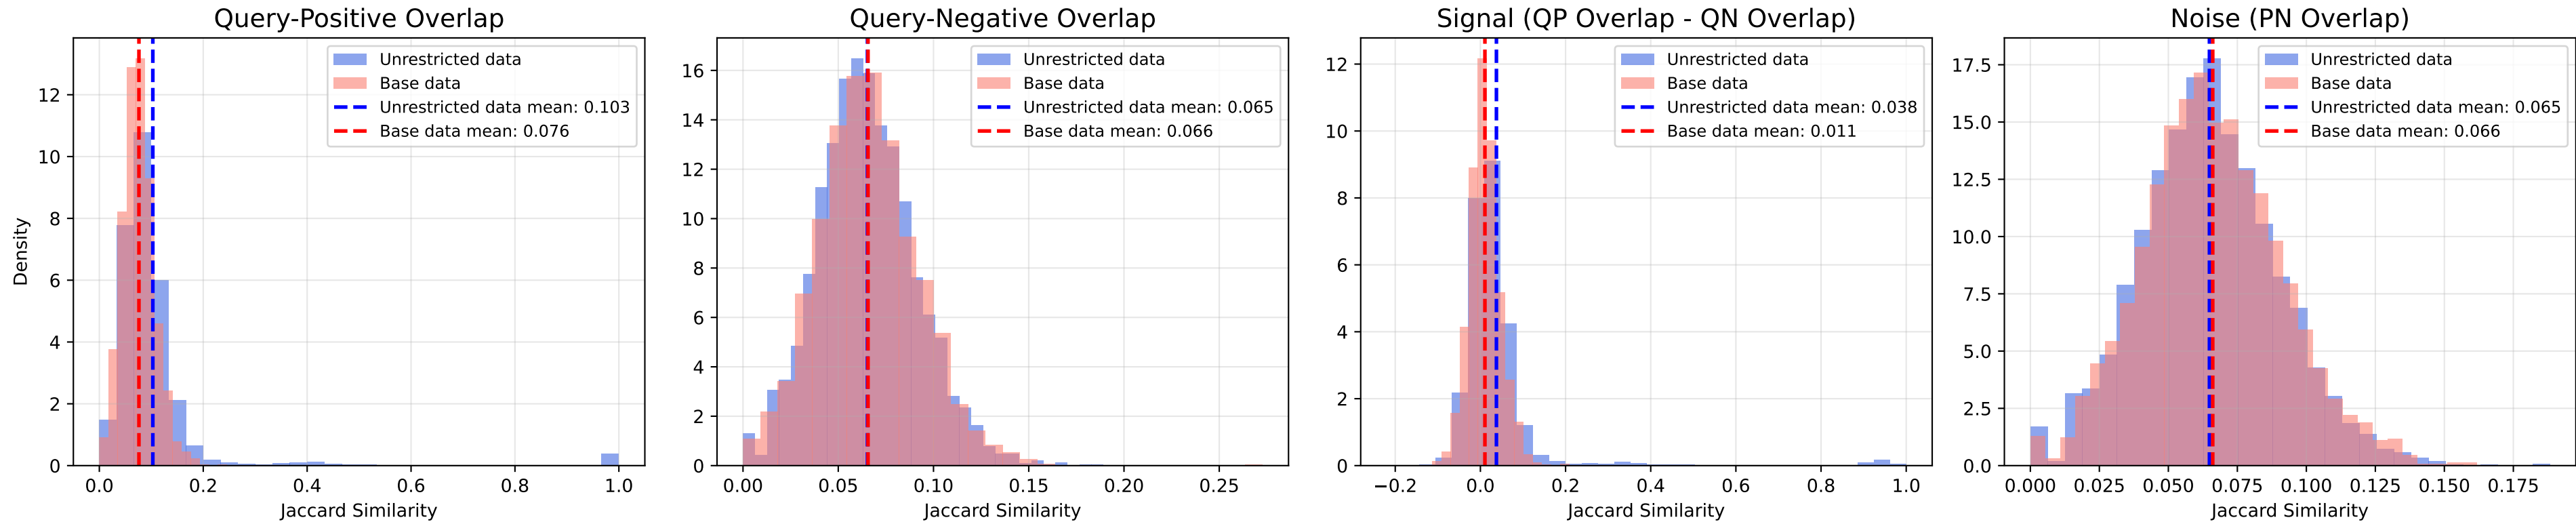 Query-Positive Overlap
Density
12
10
8
6
4
2
0
0.0 0.2 0.4 0.6 0.8 1.0
Jaccard Similarity
Unrestricted data
Base data
Unrestricted data mean: 0.103
Base data mean: 0.076
Query-Negative Overlap
16
14
12
10
8
6
4
2
0
0.00 0.05 0.10 0.15 0.20 0.25
Jaccard Similarity
Unrestricted data
Base data
Unrestricted data mean: 0.065
Base data mean: 0.066
Signal (QP Overlap - QN Overlap)
12
10
8
6
4
2
0
−0.2 0.0 0.2 0.4 0.6 0.8 1.0
Jaccard Similarity
Unrestricted data
Base data
Unrestricted data mean: 0.038
Base data mean: 0.011
Noise (PN Overlap)
17.5
15.0
12.5
10.0
7.5
5.0
2.5
0.0
0.000 0.025 0.050 0.075 0.100 0.125 0.150 0.175
Jaccard Similarity
Unrestricted data
Base data
Unrestricted data mean: 0.065
Base data mean: 0.066